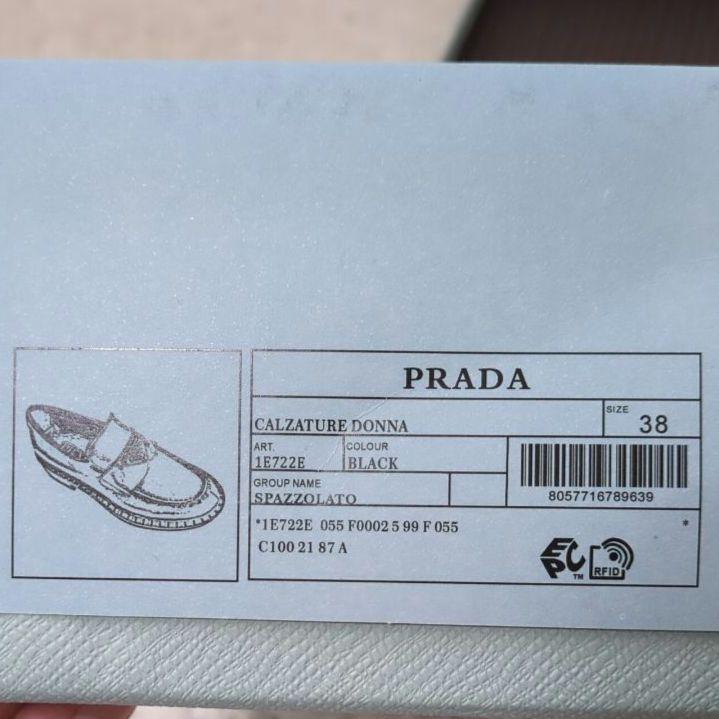 PRADA
CALZATURE DONNA
SIZE
38
ART.
1E722E
COLOUR
BLACK
GROUP NAME
SPAZZOLATO
8057716789639
*1E722E 055 F0002 5 99 F 055 *
C100 21 87 A
EPC TM
RFID